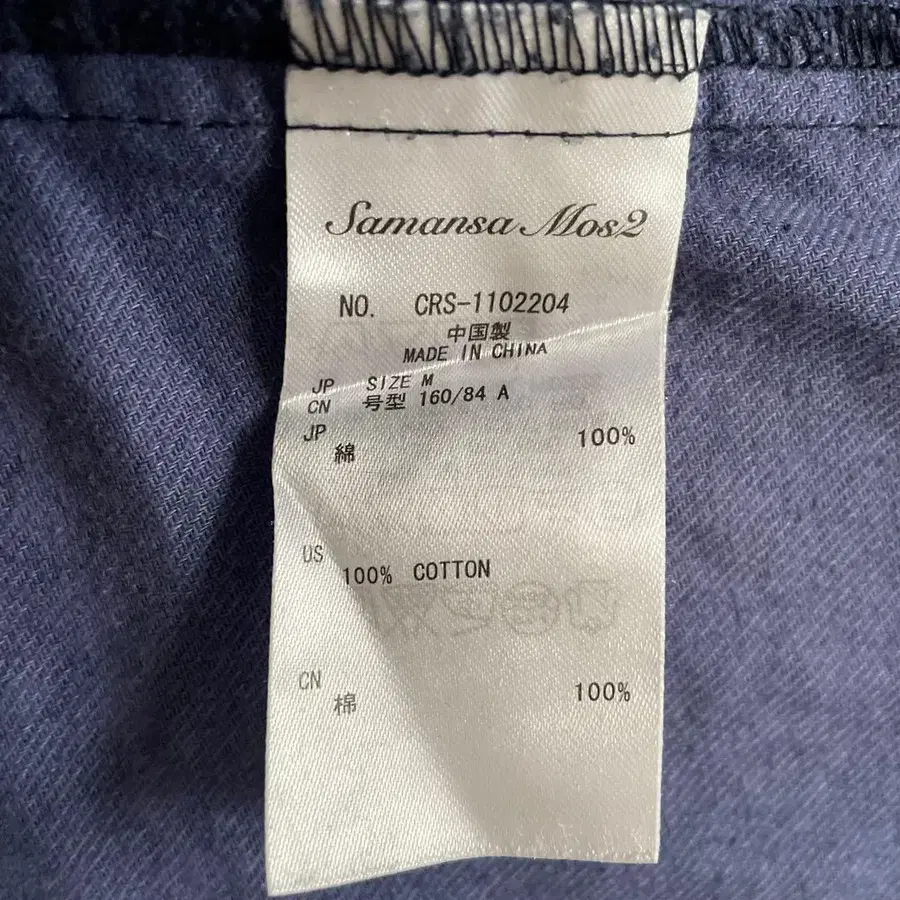 Samansa Mos2
NO. CRS-1102204
中国製
MADE IN CHINA
JP SIZE M
CN 号型 160/84 A
JP
綿 100%
US
100% COTTON
CN
棉 100%